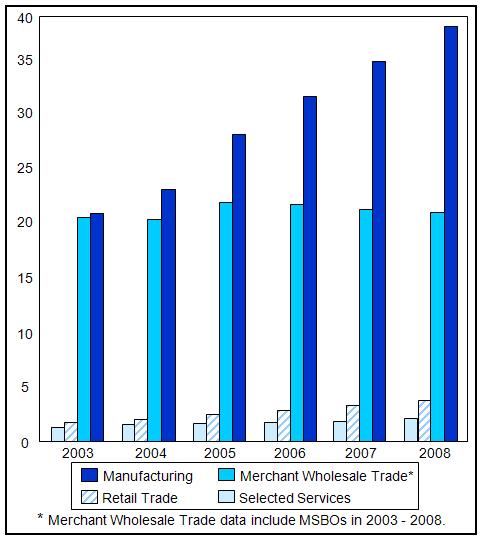 40
35
30
25
20
15
10
5
0
2003 2004 2005 2006 2007 2008
Manufacturing Merchant Wholesale Trade*
Retail Trade Selected Services
* Merchant Wholesale Trade data include MSBOs in 2003 - 2008.